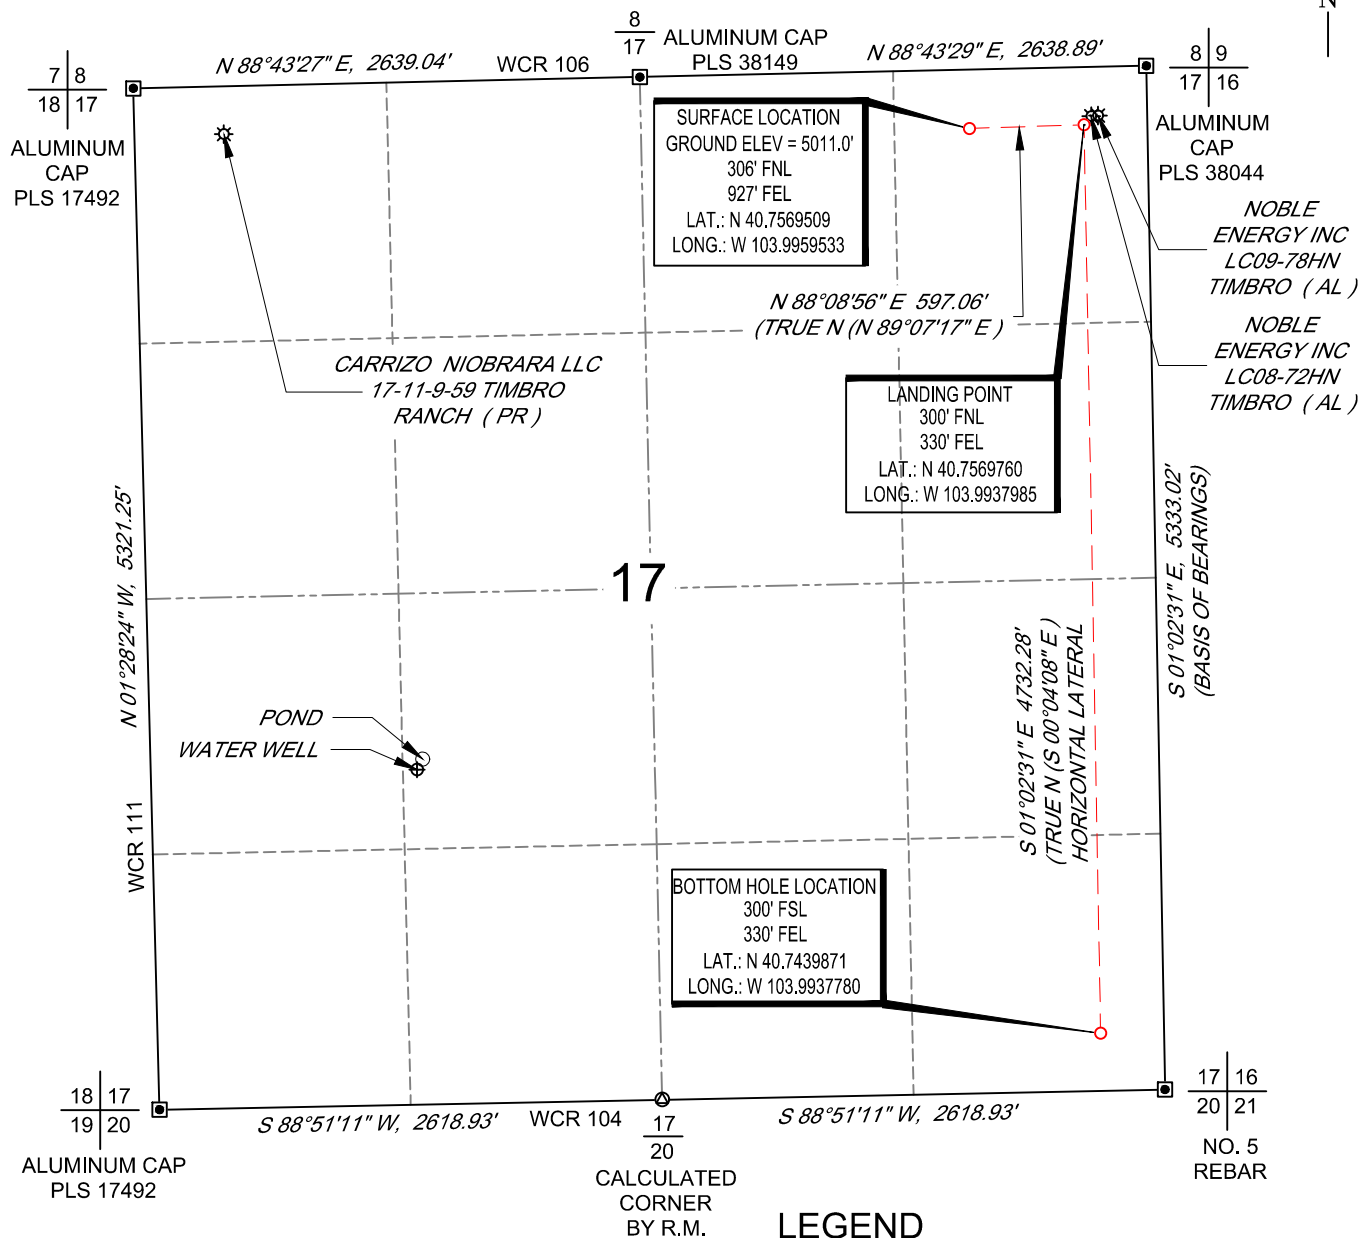 N
8
17
ALUMINUM CAP
PLS 38149
N 88°43'27" E, 2639.04'
WCR 106
N 88°43'29" E, 2638.89'
7 8
18 17
ALUMINUM
CAP
PLS 17492
8 9
17 16
ALUMINUM
CAP
PLS 38044
SURFACE LOCATION
GROUND ELEV = 5011.0'
306' FNL
927' FEL
LAT.: N 40.7569509
LONG.: W 103.9959533
NOBLE
ENERGY INC
LC09-78HN
TIMBRO ( AL )
N 88°08'56" E 597.06'
(TRUE N (N 89°07'17" E )
NOBLE
ENERGY INC
LC08-72HN
TIMBRO ( AL )
CARRIZO NIOBRARA LLC
17-11-9-59 TIMBRO
RANCH ( PR )
LANDING POINT
300' FNL
330' FEL
LAT.: N 40.7569760
LONG.: W 103.9937985
N 01°28'24" W, 5321.25'
17
S 01°02'31" E, 5333.02'
(BASIS OF BEARINGS)
S 01°02'31" E 4732.28'
(TRUE N (S 00°04'08" E )
HORIZONTAL LATERAL
POND
WATER WELL
WCR 111
BOTTOM HOLE LOCATION
300' FSL
330' FEL
LAT.: N 40.7439871
LONG.: W 103.9937780
18 17
19 20
ALUMINUM CAP
PLS 17492
S 88°51'11" W, 2618.93'
WCR 104
17
20
CALCULATED
CORNER
BY R.M.
S 88°51'11" W, 2618.93'
17 16
20 21
NO. 5
REBAR
LEGEND